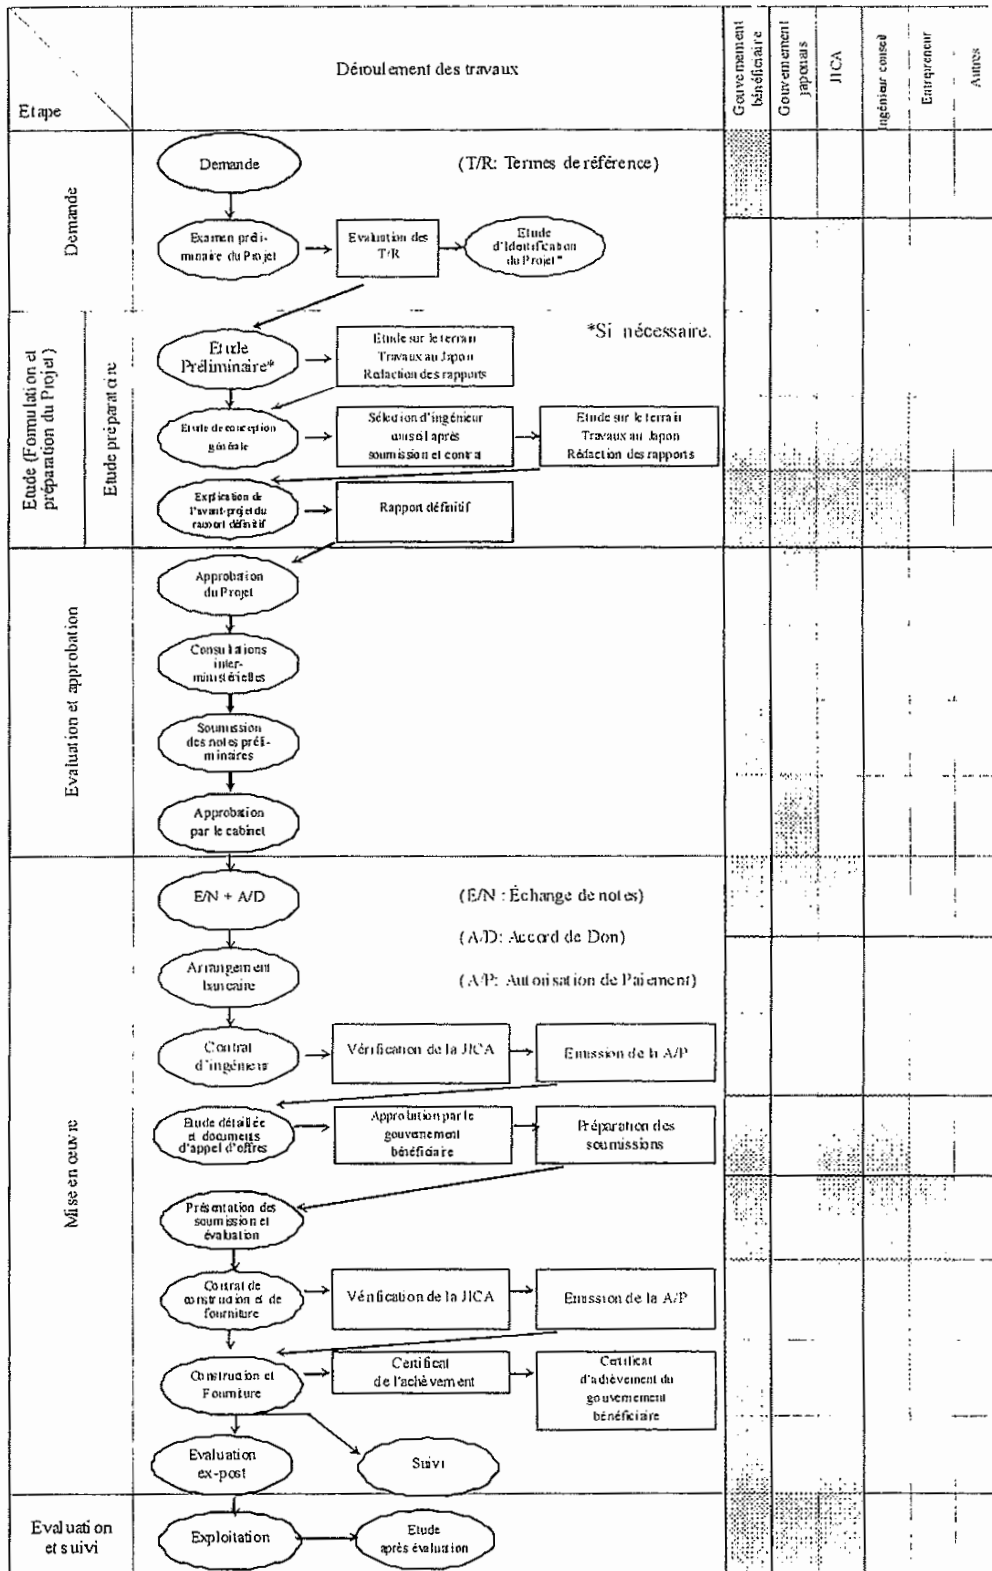 Etape
Déroulement des travaux
Gouvernement
bénéficiaire
Gouvernement
japonais
JICA
Ingénieur conseil
Entrepreneur
Autres
Demande
Demande
(T/R: Termes de référence)
Examen préli-
minaire du Projet
Evaluation des
T/R
Etude
d'Identification
du Projet*
Etude (Formulation et
préparation du Projet)
Etude préparatoire
*Si nécessaire.
Etude
Préliminaire*
Etude sur le terrain
Travaux au Japon
Rédaction des rapports
Etude de conception
générale
Sélection d'ingénieur
conseil après
soumission et contrat
Etude sur le terrain
Travaux au Japon
Rédaction des rapports
Explication de
l'avant-projet du
rapport définitif
Rapport définitif
Evaluation et approbation
Approbation
du Projet
Consultations
inter-
ministérielles
Soumission
des notes préli-
minaires
Approbation
par le cabinet
Mise en œuvre
E/N + A/D
(E/N : Échange de notes)
(A/D: Accord de Don)
Arrangement
bancaire
(A/P: Autorisation de Paiement)
Contrat
d'ingénieur
Vérification de la JICA
Emission de la A/P
Etude détaillée
et documents
d'appel d'offres
Approbation par le
gouvernement
bénéficiaire
Préparation des
soumissions
Présentation des
soumission et
évaluation
Contrat de
construction et de
fourniture
Vérification de la JICA
Emission de la A/P
Construction et
Fourniture
Certificat
de l'achèvement
Certificat
d'achèvement du
gouvernement
bénéficiaire
Evaluation
ex-post
Suivi
Evaluation
et suivi
Exploitation
Etude
après évaluation